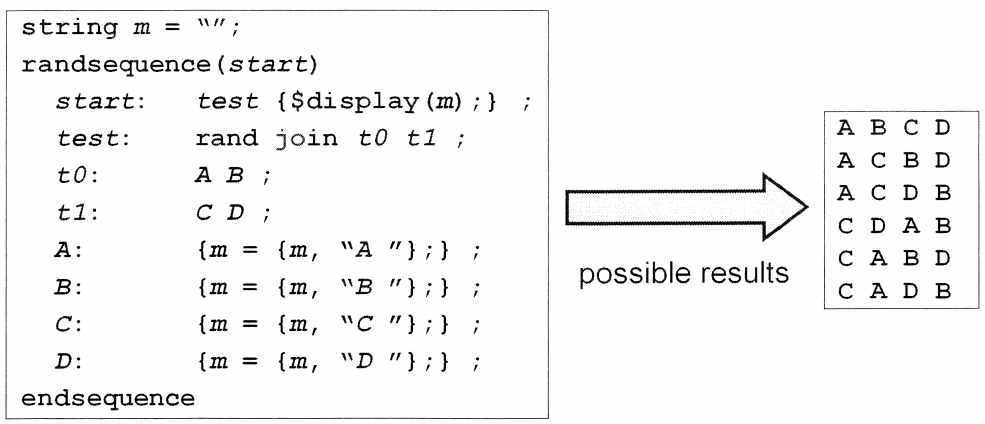 string m = “”;
randsequence(start)
start: test {$display(m);} ;
test: rand join t0 t1 ;
t0: A B ;
t1: C D ;
A: {m = {m, “A ”};} ;
B: {m = {m, “B ”};} ;
C: {m = {m, “C ”};} ;
D: {m = {m, “D ”};} ;
endsequence
possible results
A B C D
A C B D
A C D B
C D A B
C A B D
C A D B